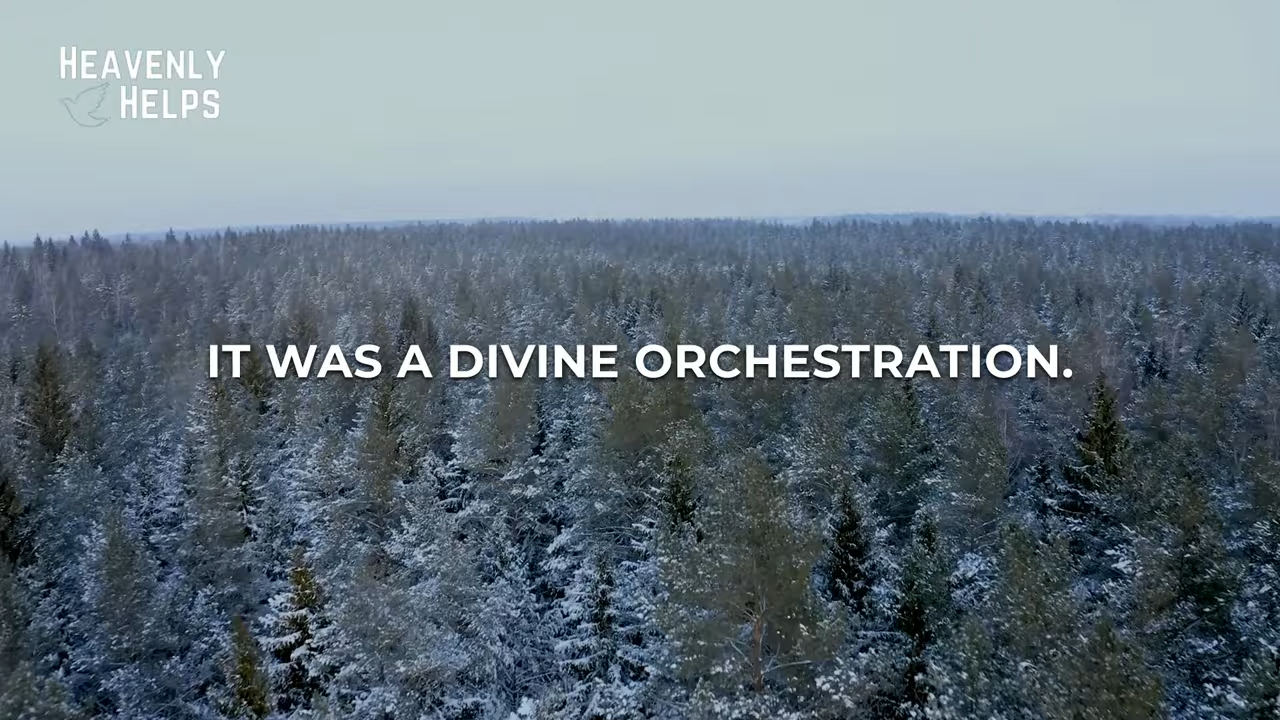 HEAVENLY
HELPS
IT WAS A DIVINE ORCHESTRATION.